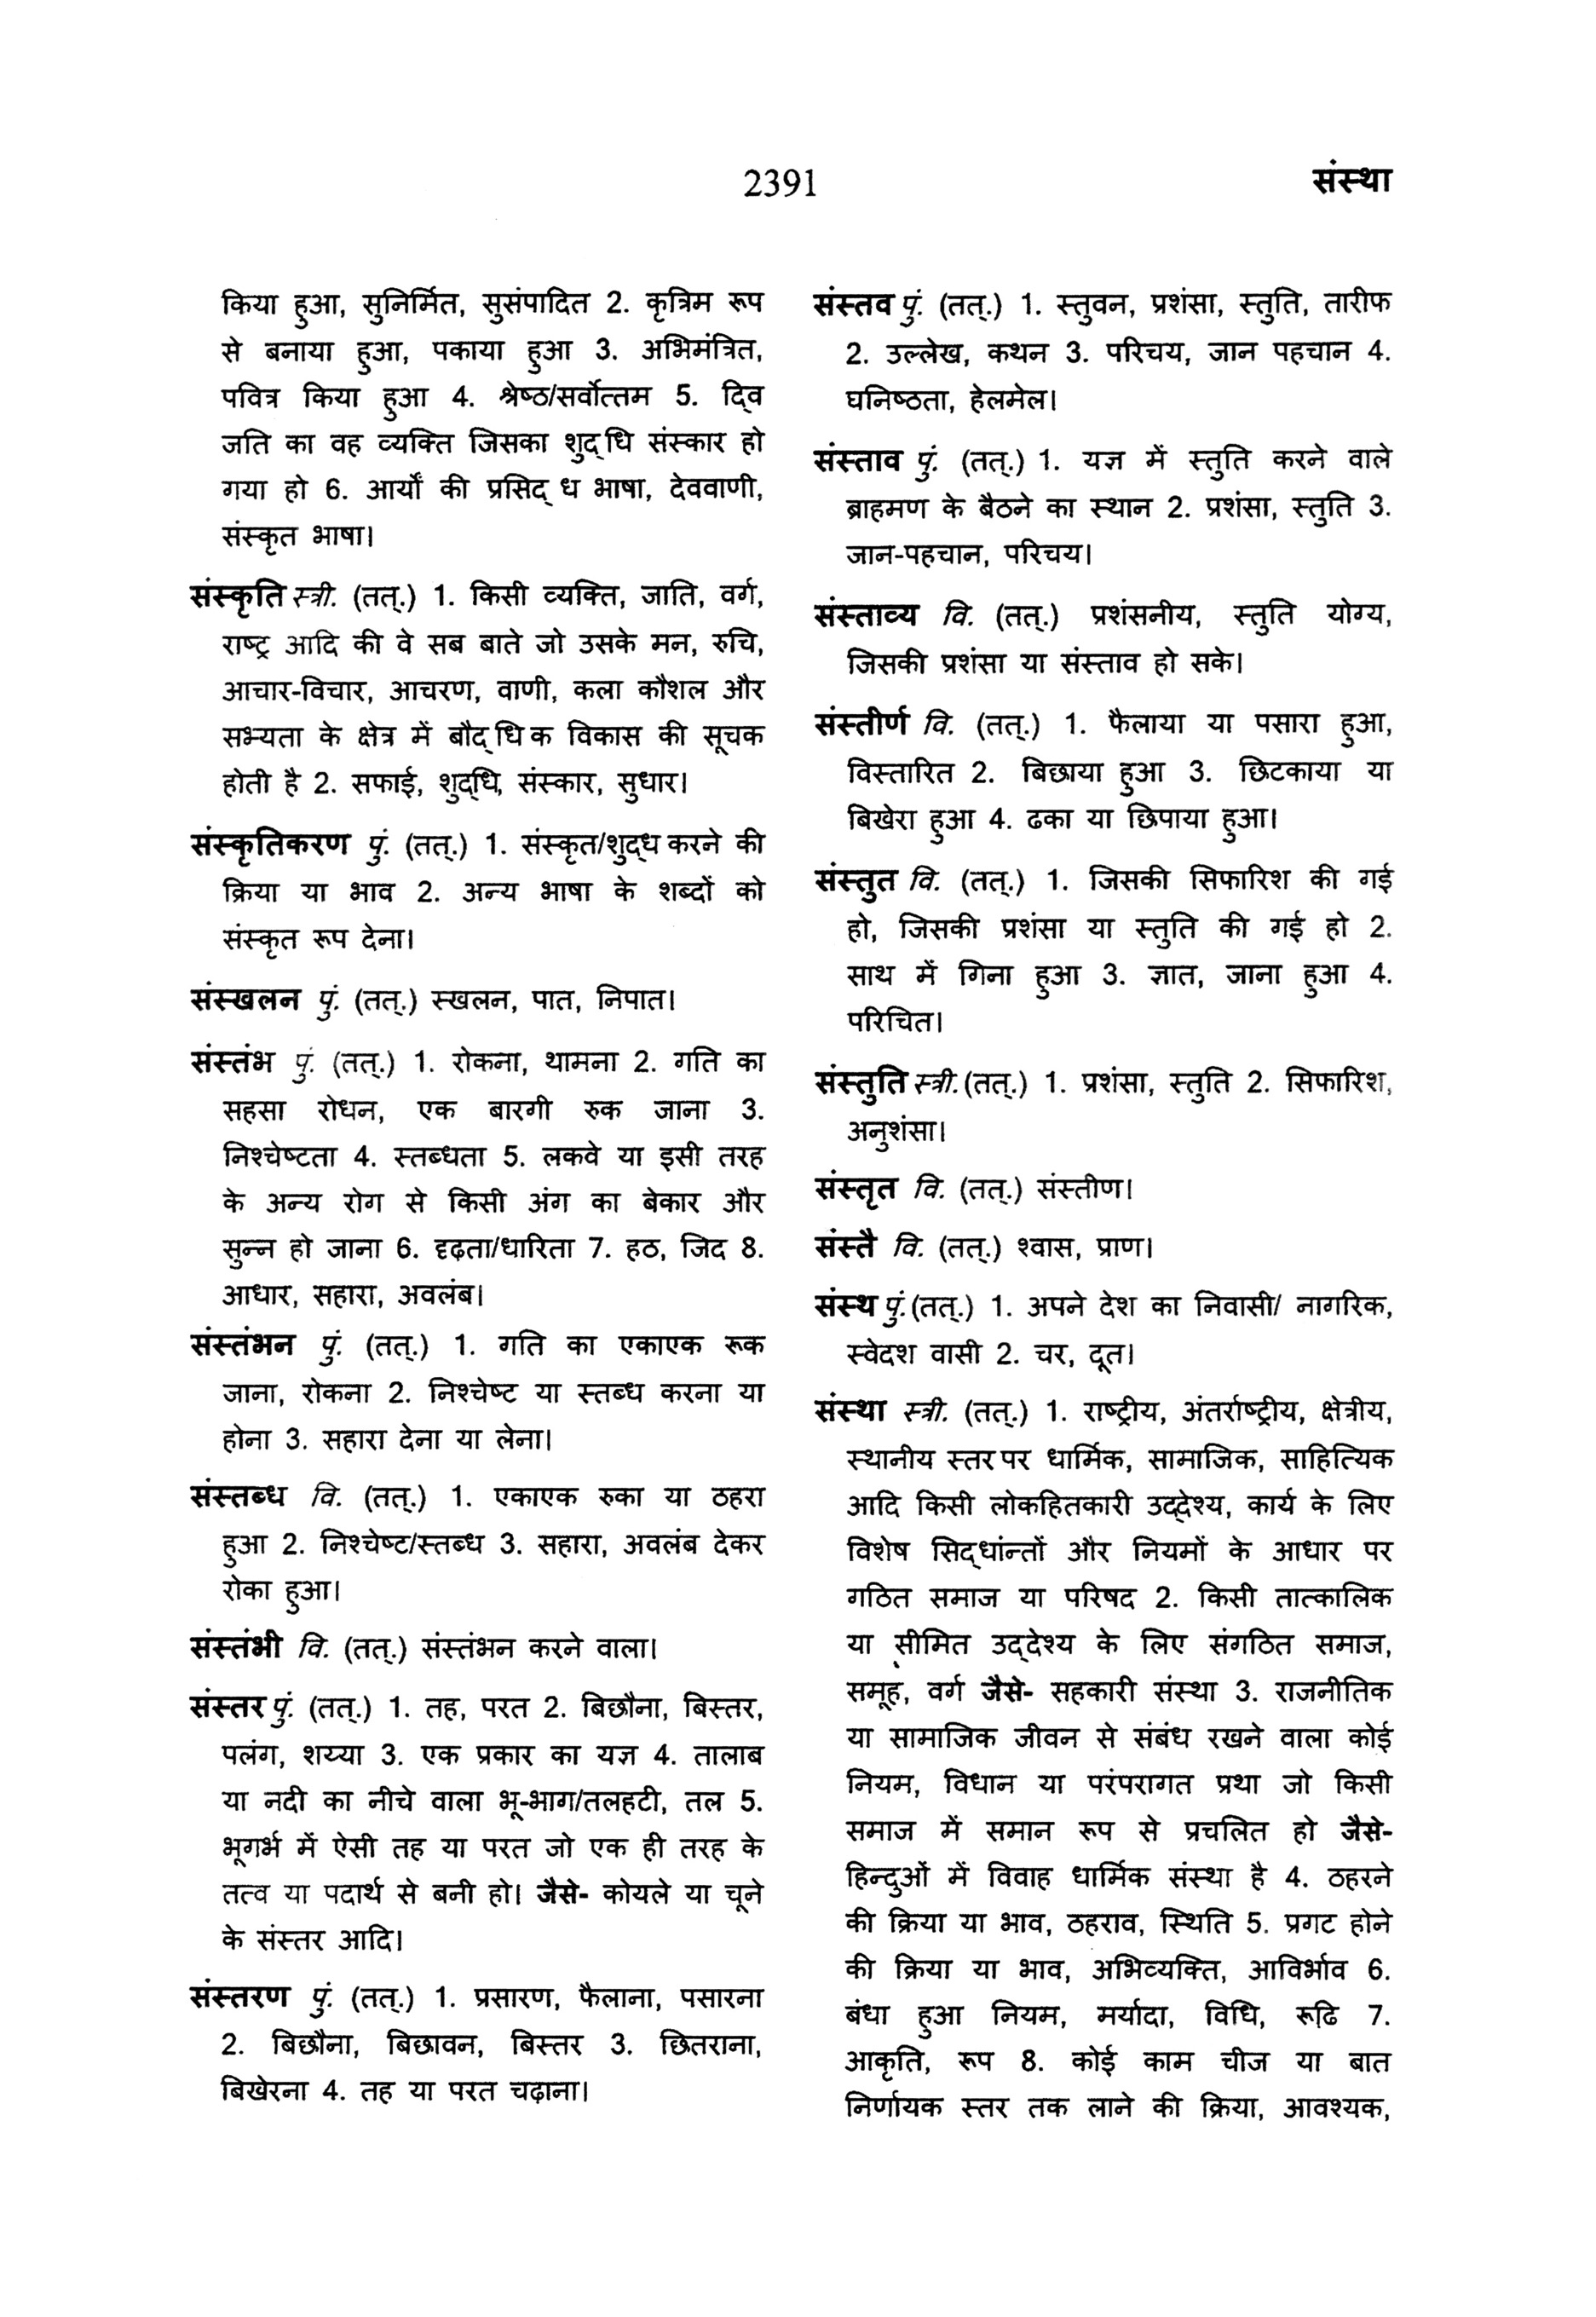 2391
संस्था
किया हुआ, सुनिर्मित, सुसंपादित 2. कृत्रिम रूप
से बनाया हुआ, पकाया हुआ 3. अभिमंत्रित,
पवित्र किया हुआ 4. श्रेष्ठ/सर्वोत्तम 5. द्वि
जति का वह व्यक्ति जिसका शुद्धि संस्कार हो
गया हो 6. आर्यों की प्रसिद्ध भाषा, देववाणी,
संस्कृत भाषा।
संस्कृति स्त्री. (तत्.) 1. किसी व्यक्ति, जाति, वर्ग,
राष्ट्र आदि की वे सब बाते जो उसके मन, रुचि,
आचार-विचार, आचरण, वाणी, कला कौशल और
सभ्यता के क्षेत्र में बौद्धिक विकास की सूचक
होती है 2. सफाई, शुद्धि, संस्कार, सुधार।
संस्कृतिकरण पुं. (तत्.) 1. संस्कृत/शुद्ध करने की
क्रिया या भाव 2. अन्य भाषा के शब्दों को
संस्कृत रूप देना।
संस्खलन पुं. (तत्.) स्खलन, पात, निपात।
संस्तंभ पुं. (तत्.) 1. रोकना, थामना 2. गति का
सहसा रोधन, एक बारगी रुक जाना 3.
निश्चेष्टता 4. स्तब्धता 5. लकवे या इसी तरह
के अन्य रोग से किसी अंग का बेकार और
सुन्न हो जाना 6. दृढ़ता/धारिता 7. हठ, जिद 8.
आधार, सहारा, अवलंब।
संस्तंभन पुं. (तत्.) 1. गति का एकाएक रूक
जाना, रोकना 2. निश्चेष्ट या स्तब्ध करना या
होना 3. सहारा देना या लेना।
संस्तब्ध वि. (तत्.) 1. एकाएक रुका या ठहरा
हुआ 2. निश्चेष्ट/स्तब्ध 3. सहारा, अवलंब देकर
रोका हुआ।
संस्तंभी वि. (तत्.) संस्तंभन करने वाला।
संस्तर पुं. (तत्.) 1. तह, परत 2. बिछौना, बिस्तर,
पलंग, शय्या 3. एक प्रकार का यज्ञ 4. तालाब
या नदी का नीचे वाला भू-भाग/तलहटी, तल 5.
भूगर्भ में ऐसी तह या परत जो एक ही तरह के
तत्व या पदार्थ से बनी हो। जैसे- कोयले या चूने
के संस्तर आदि।
संस्तरण पुं. (तत्.) 1. प्रसारण, फैलाना, पसारना
2. बिछौना, बिछावन, बिस्तर 3. छितराना,
बिखेरना 4. तह या परत चढ़ाना।
संस्तव पुं. (तत्.) 1. स्तुवन, प्रशंसा, स्तुति, तारीफ
2. उल्लेख, कथन 3. परिचय, जान पहचान 4.
घनिष्ठता, हेलमेल।
संस्ताव पुं. (तत्.) 1. यज्ञ में स्तुति करने वाले
ब्राहमण के बैठने का स्थान 2. प्रशंसा, स्तुति 3.
जान-पहचान, परिचय।
संस्ताव्य वि. (तत्.) प्रशंसनीय, स्तुति योग्य,
जिसकी प्रशंसा या संस्ताव हो सके।
संस्तीर्ण वि. (तत्.) 1. फैलाया या पसारा हुआ,
विस्तारित 2. बिछाया हुआ 3. छिटकाया या
बिखेरा हुआ 4. ढका या छिपाया हुआ।
संस्तुत वि. (तत्.) 1. जिसकी सिफारिश की गई
हो, जिसकी प्रशंसा या स्तुति की गई हो 2.
साथ में गिना हुआ 3. ज्ञात, जाना हुआ 4.
परिचित।
संस्तुति स्त्री. (तत्.) 1. प्रशंसा, स्तुति 2. सिफारिश,
अनुशंसा।
संस्तृत वि. (तत्.) संस्तीण।
संस्तै वि. (तत्.) श्वास, प्राण।
संस्थ पुं. (तत्.) 1. अपने देश का निवासी/ नागरिक,
स्वेदश वासी 2. चर, दूत।
संस्था स्त्री. (तत्.) 1. राष्ट्रीय, अंतर्राष्ट्रीय, क्षेत्रीय,
स्थानीय स्तर पर धार्मिक, सामाजिक, साहित्यिक
आदि किसी लोकहितकारी उद्देश्य, कार्य के लिए
विशेष सिद्धांन्तों और नियमों के आधार पर
गठित समाज या परिषद 2. किसी तात्कालिक
या सीमित उद्देश्य के लिए संगठित समाज,
समूह, वर्ग जैसे- सहकारी संस्था 3. राजनीतिक
या सामाजिक जीवन से संबंध रखने वाला कोई
नियम, विधान या परंपरागत प्रथा जो किसी
समाज में समान रूप से प्रचलित हो जैसे-
हिन्दुओं में विवाह धार्मिक संस्था है 4. ठहरने
की क्रिया या भाव, ठहराव, स्थिति 5. प्रगट होने
की क्रिया या भाव, अभिव्यक्ति, आविर्भाव 6.
बंधा हुआ नियम, मर्यादा, विधि, रूढि 7.
आकृति, रूप 8. कोई काम चीज या बात
निर्णायक स्तर तक लाने की क्रिया, आवश्यक,